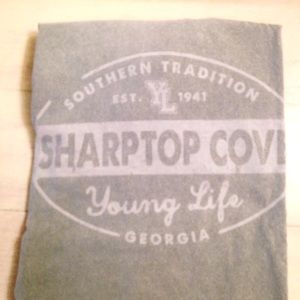 SOUTHERN TRADITION
EST. YL 1941
SHARPTOP COVE
Young Life
GEORGIA